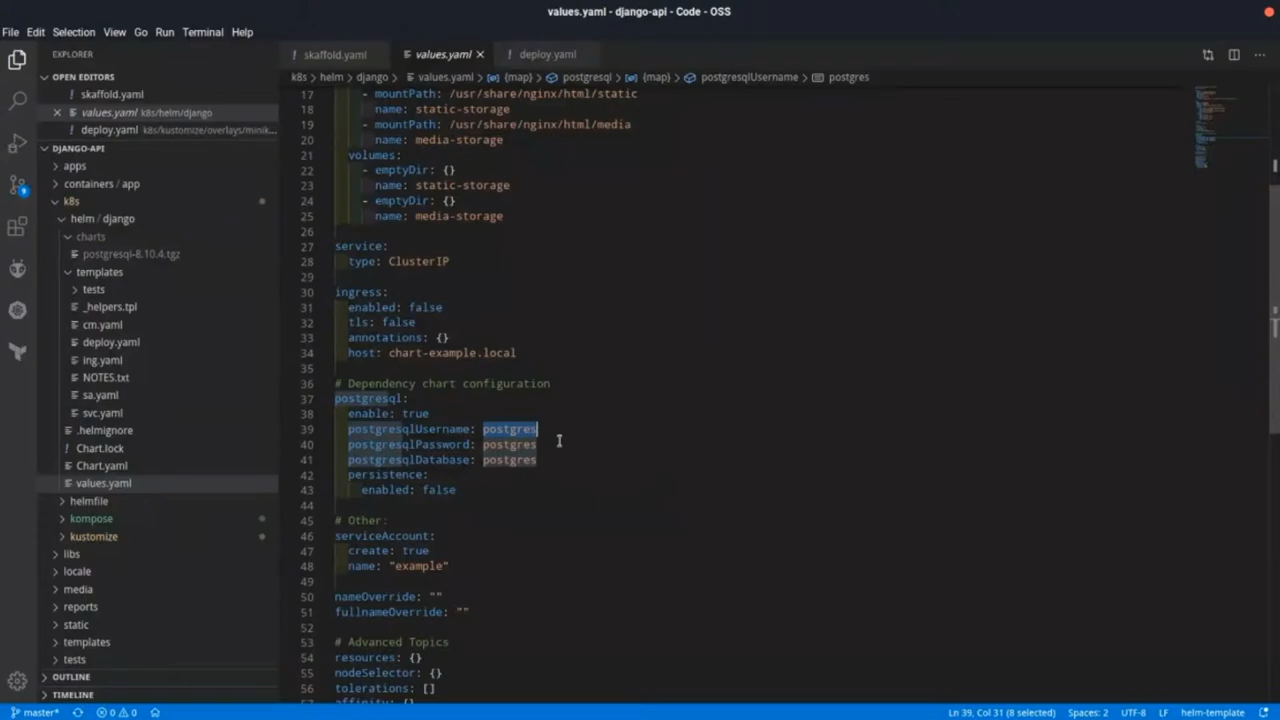 values.yaml - django-api - Code - OSS
File Edit Selection View Go Run Terminal Help
EXPLORER
OPEN EDITORS
skaffold.yaml
values.yaml k8s/helm/django
deploy.yaml k8s/kustomize/overlays/minik...
DJANGO-API
apps
containers / app
k8s
helm / django
charts
postgresql-8.10.4.tgz
templates
tests
_helpers.tpl
cm.yaml
deploy.yaml
ing.yaml
NOTES.txt
sa.yaml
svc.yaml
.helmignore
Chart.lock
Chart.yaml
values.yaml
helmfile
kompose
kustomize
libs
locale
media
reports
static
templates
tests
OUTLINE
TIMELINE
9
skaffold.yaml values.yaml deploy.yaml
k8s > helm > django > values.yaml > {map} > postgresql > {map} > postgresqlUsername > postgres
17 - mountPath: /usr/share/nginx/html/static
18 name: static-storage
19 - mountPath: /usr/share/nginx/html/media
20 name: media-storage
21 volumes:
22 - emptyDir: {}
23 name: static-storage
24 - emptyDir: {}
25 name: media-storage
26
27 service:
28 type: ClusterIP
29
30 ingress:
31 enabled: false
32 tls: false
33 annotations: {}
34 host: chart-example.local
35
36 # Dependency chart configuration
37 postgresql:
38 enable: true
39 postgresqlUsername: postgres
40 postgresqlPassword: postgres
41 postgresqlDatabase: postgres
42 persistence:
43 enabled: false
44
45 # Other:
46 serviceAccount:
47 create: true
48 name: "example"
49
50 nameOverride: ""
51 fullnameOverride: ""
52
53 # Advanced Topics
54 resources: {}
55 nodeSelector: {}
56 tolerations: []
57 affinity: {}
master* 0 0 Ln 39, Col 31 (8 selected) Spaces: 2 UTF-8 LF helm-template